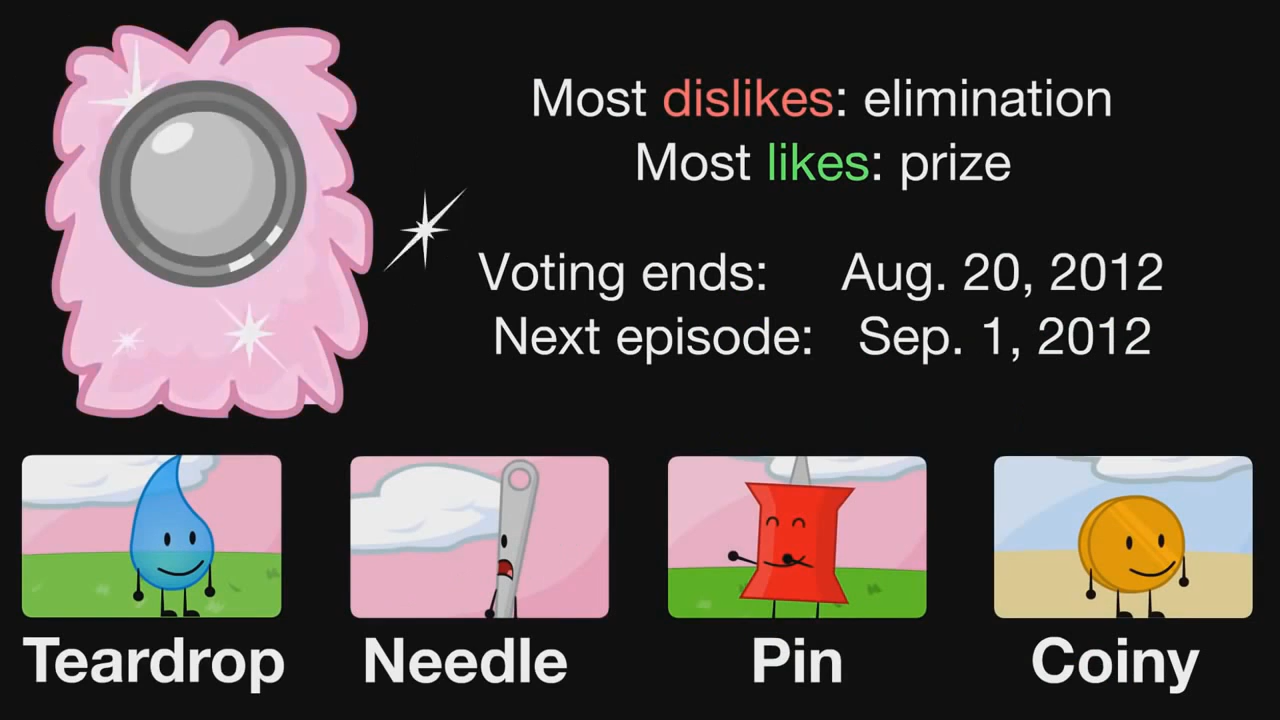 Most dislikes: elimination
Most likes: prize
Voting ends: Aug. 20, 2012
Next episode: Sep. 1, 2012
Teardrop Needle Pin Coiny